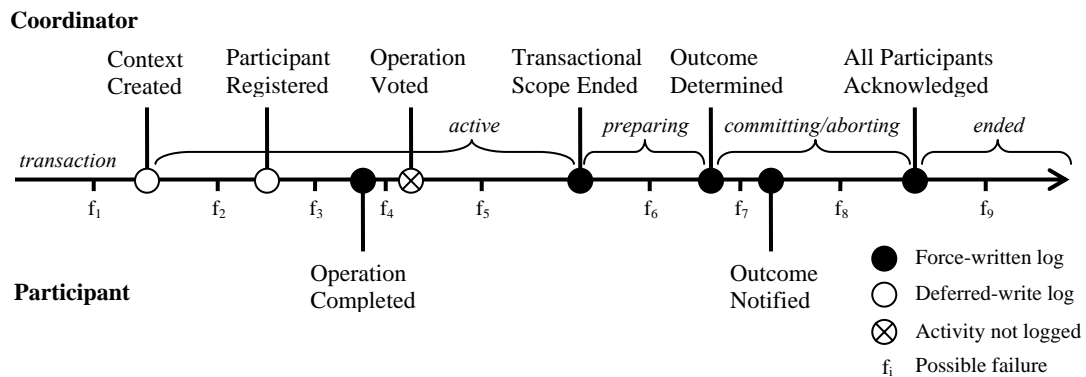 Coordinator
Context
Created
Participant
Registered
Operation
Voted
Transactional
Scope Ended
Outcome
Determined
All Participants
Acknowledged
transaction
active
preparing
committing/aborting
ended
f1
f2
f3
f4
f5
f6
f7
f8
f9
Participant
Operation
Completed
Outcome
Notified
Force-written log
Deferred-write log
Activity not logged
fi Possible failure